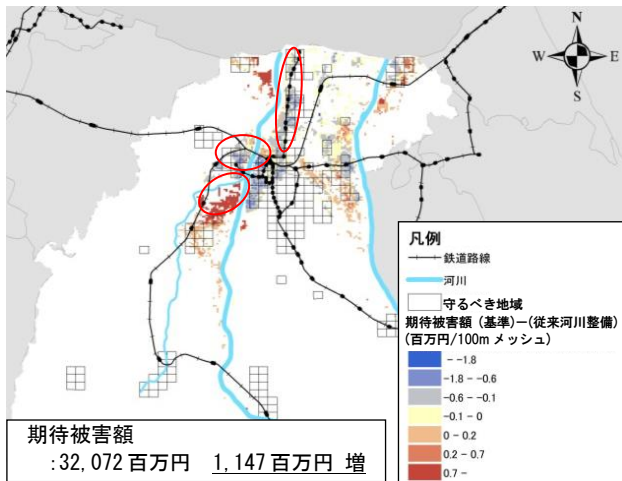 N
W E
S
凡例
鉄道路線
河川
守るべき地域
期待被害額 (基準)－(従来河川整備)
(百万円/100m メッシュ)
- -1.8
-1.8 - -0.6
-0.6 - -0.1
-0.1 - 0
0 - 0.2
0.2 - 0.7
0.7 -
期待被害額
:32,072 百万円 1,147 百万円 増